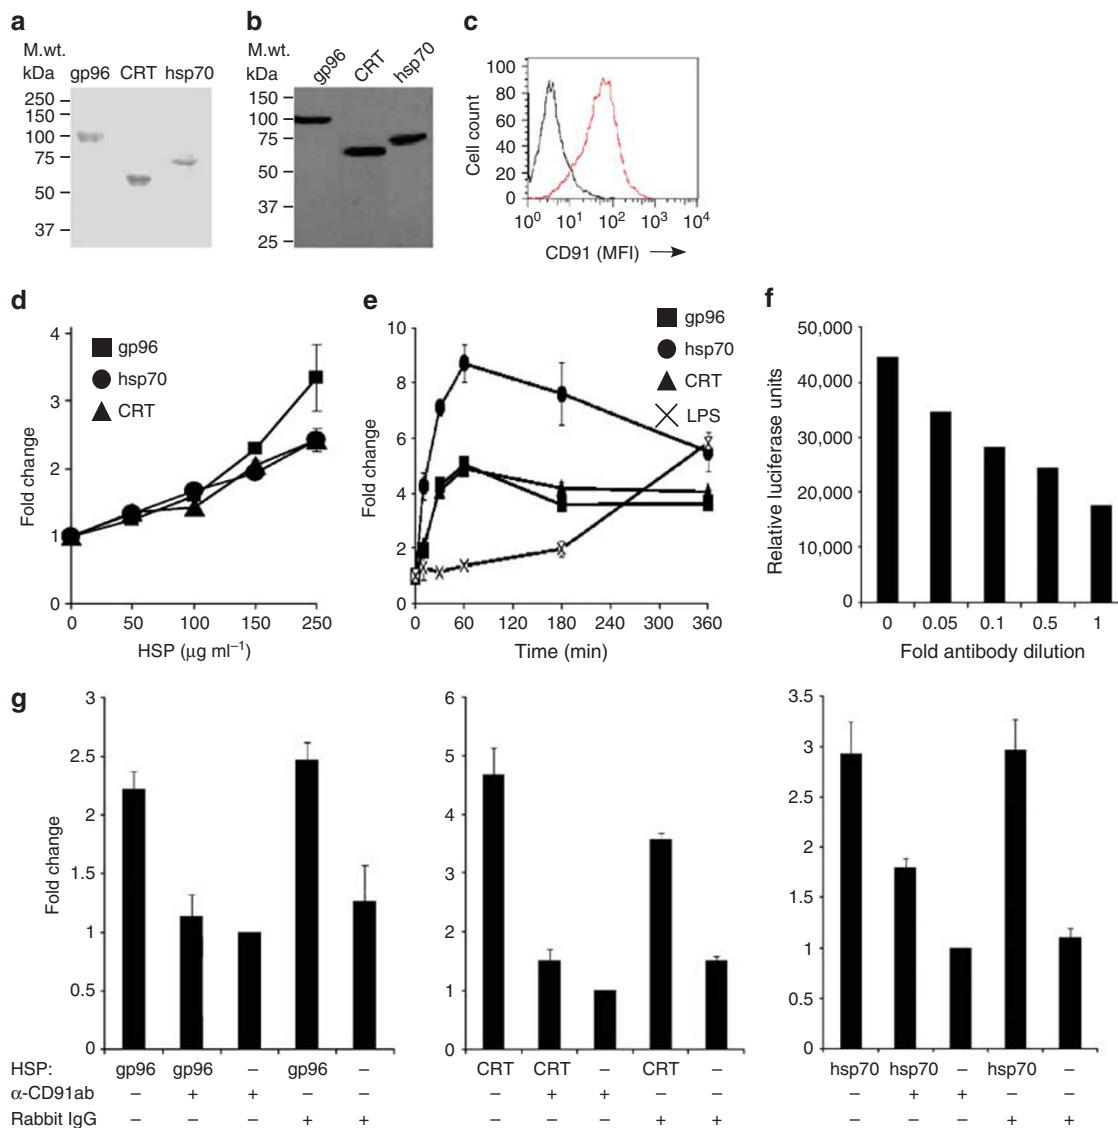 a
M.wt.
kDa
gp96 CRT hsp70
250
150
100
75
50
37
b
M.wt.
kDa
gp96 CRT hsp70
150
100
75
50
37
25
c
Cell count
100
80
60
40
20
0
10⁰ 10¹ 10² 10³ 10⁴
CD91 (MFI)
d
Fold change
4
3
2
1
0
gp96
hsp70
CRT
0 50 100 150 250
HSP (µg ml⁻¹)
e
Fold change
10
8
6
4
2
0
gp96
hsp70
CRT
LPS
0 60 120 180 240 300 360
Time (min)
f
Relative luciferase units
50,000
40,000
30,000
20,000
10,000
0
0 0.05 0.1 0.5 1
Fold antibody dilution
g
Fold change
3
2.5
2
1.5
1
0.5
0
6
5
4
3
2
1
0
3.5
3
2.5
2
1.5
1
0.5
0
HSP: gp96 gp96 – gp96 – CRT CRT – CRT – hsp70 hsp70 – hsp70 –
α-CD91ab – + + – – – + + – – – + + – –
Rabbit IgG – – – + + – – – + + – – – + +